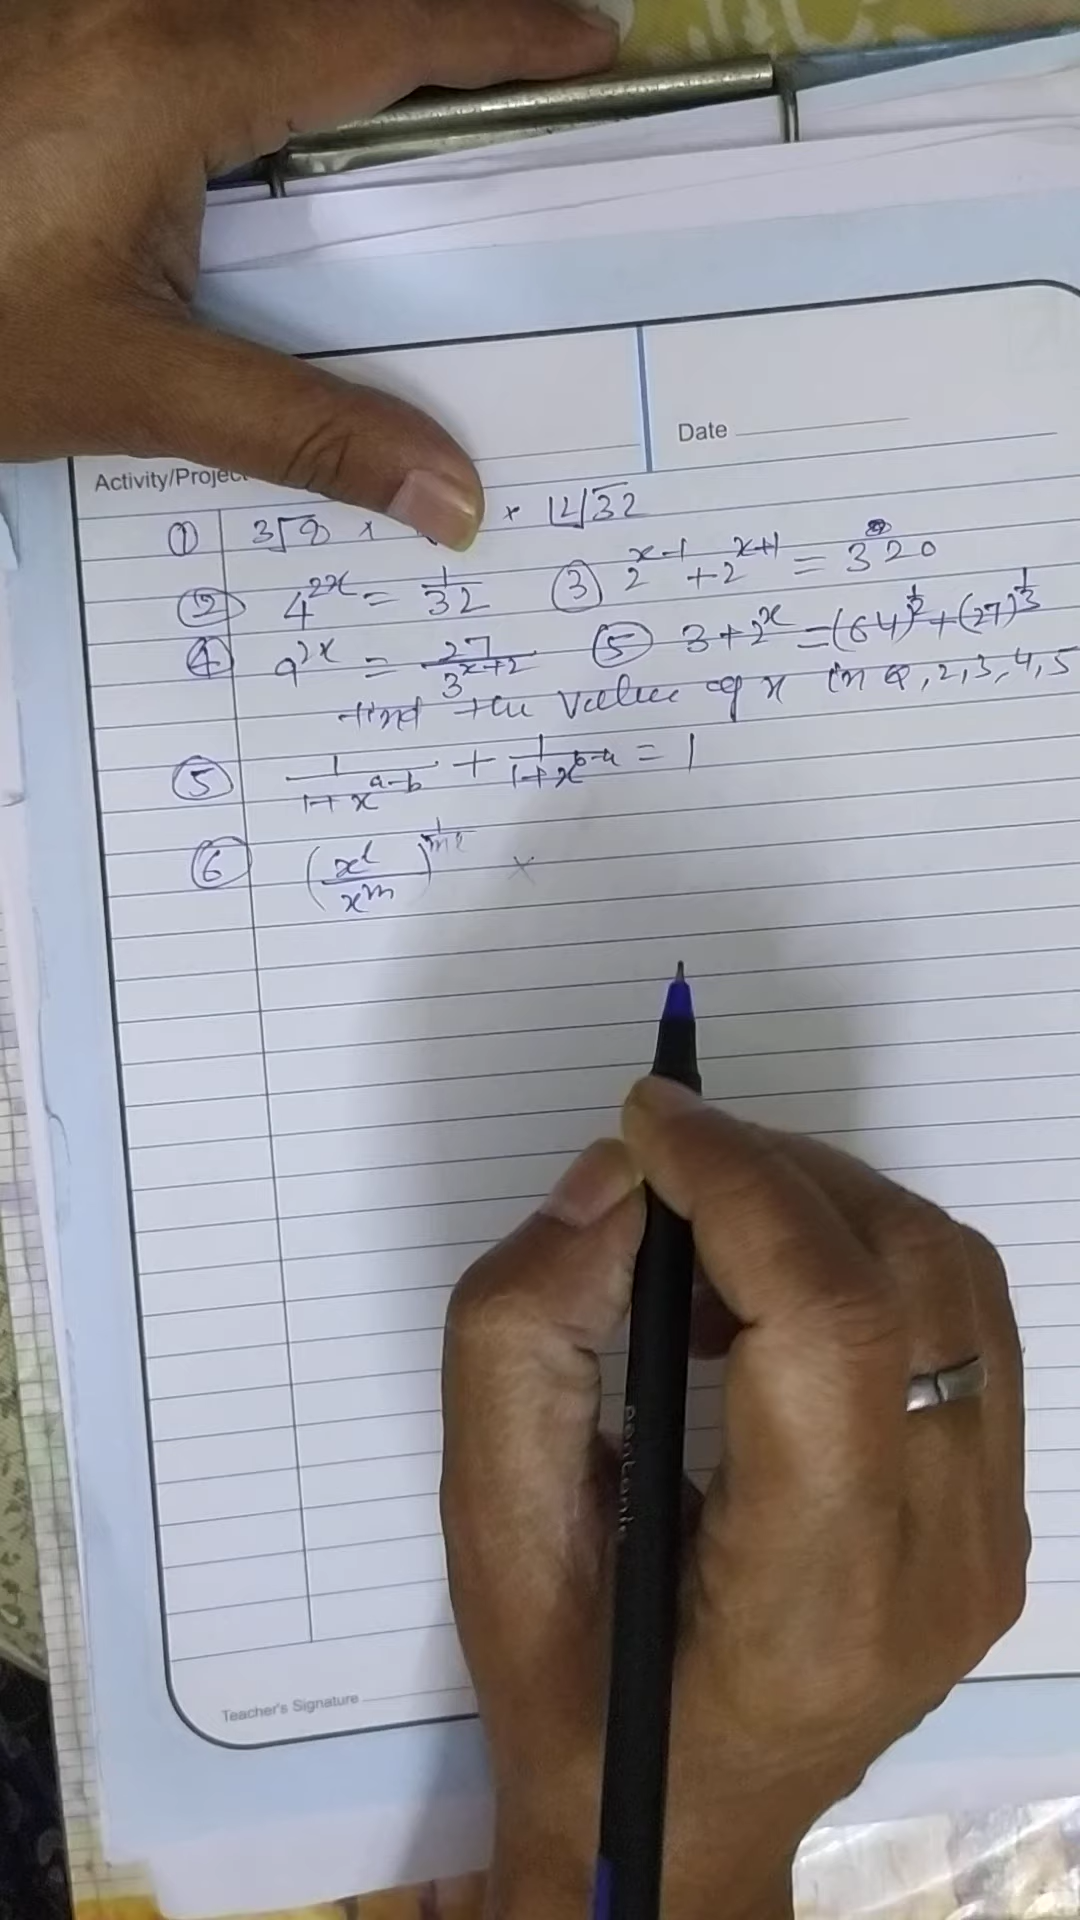 Date
Activity/Project
① 3√8 × × 12√32
② 4^2x = 1/32 ③ 2^x-1 + 2^x+1 = 320
④ 9^2x = 27/3^x+2 ⑤ 3 + 2^x = (64)^1/2 + (27)^1/3
find the value of x in Q, 2, 3, 4, 5
⑤ 1/1+x^a-b + 1/1+x^b-a = 1
⑥ (x^l/x^m) ×
Teacher's Signature